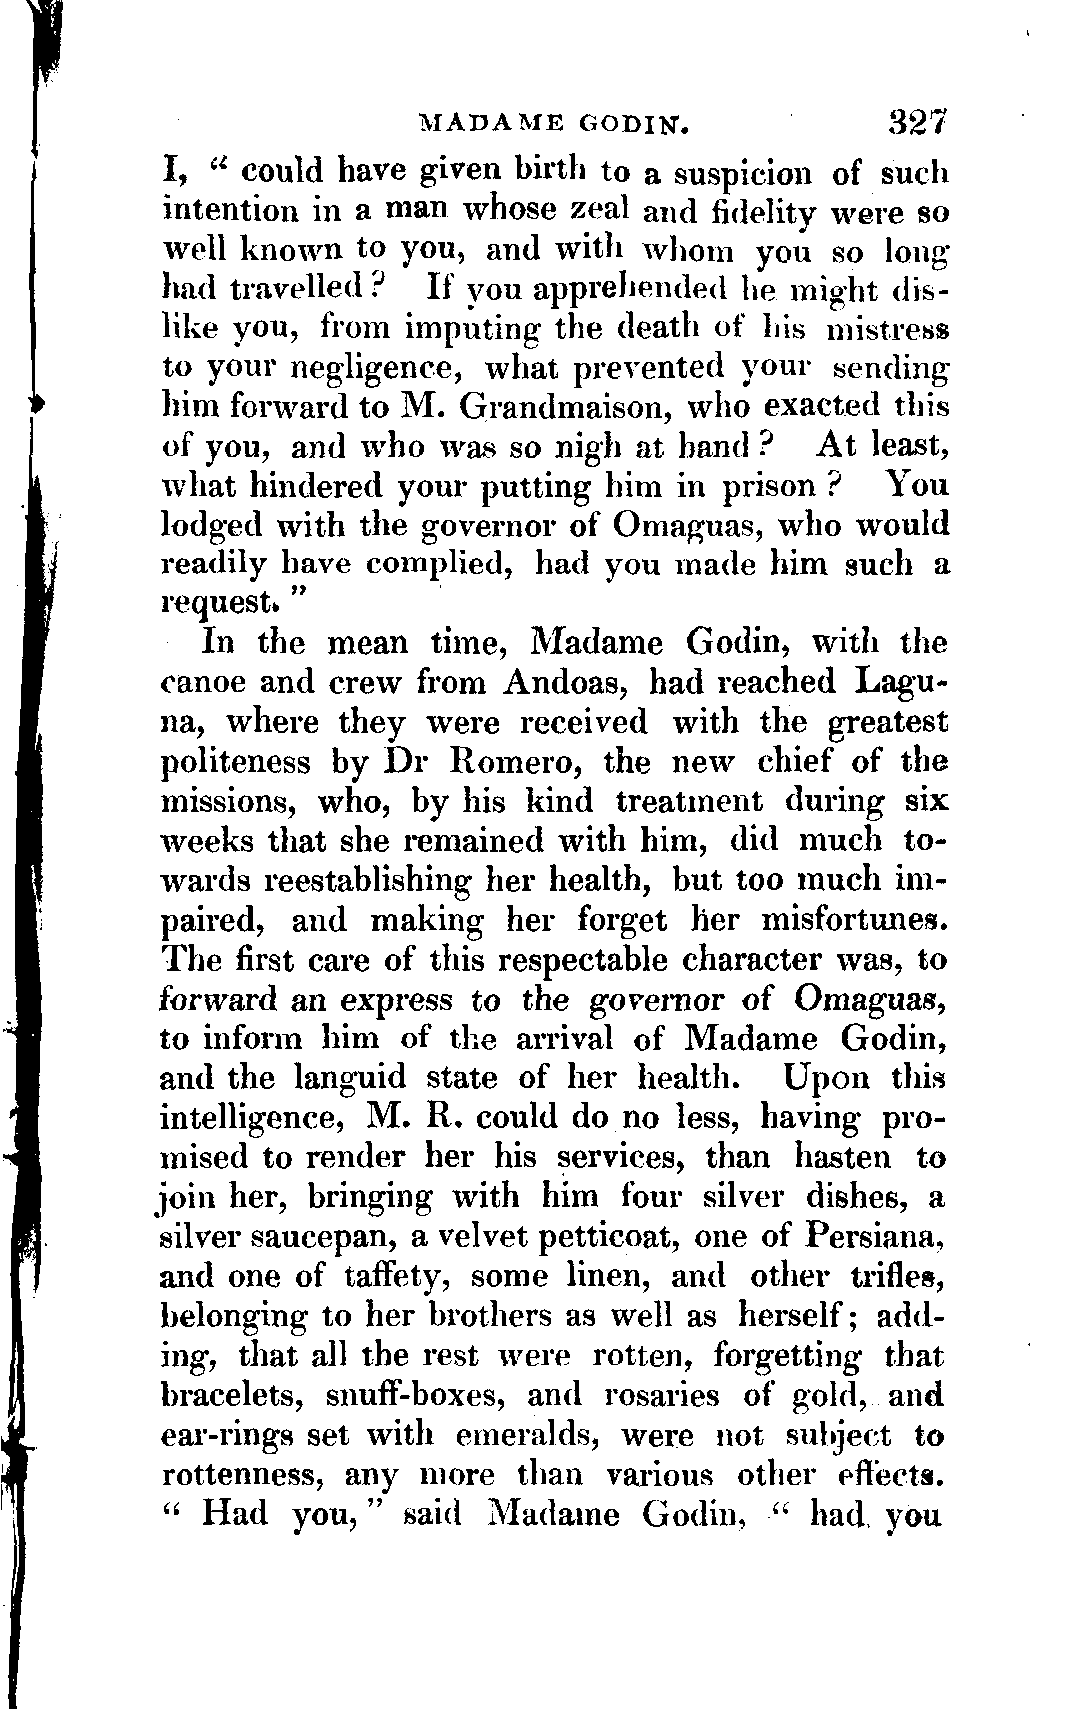 MADAME GODIN. 327
I, " could have given birth to a suspicion of such
intention in a man whose zeal and fidelity were so
well known to you, and with whom you so long
had travelled ? If you apprehended he might dis-
like you, from imputing the death of his mistress
to your negligence, what prevented your sending
him forward to M. Grandmaison, who exacted this
of you, and who was so nigh at hand ? At least,
what hindered your putting him in prison ? You
lodged with the governor of Omaguas, who would
readily have complied, had you made him such a
request. "
In the mean time, Madame Godin, with the
canoe and crew from Andoas, had reached Lagu-
na, where they were received with the greatest
politeness by Dr Romero, the new chief of the
missions, who, by his kind treatment during six
weeks that she remained with him, did much to-
wards reestablishing her health, but too much im-
paired, and making her forget her misfortunes.
The first care of this respectable character was, to
forward an express to the governor of Omaguas,
to inform him of the arrival of Madame Godin,
and the languid state of her health. Upon this
intelligence, M. R. could do no less, having pro-
mised to render her his services, than hasten to
join her, bringing with him four silver dishes, a
silver saucepan, a velvet petticoat, one of Persiana,
and one of taffety, some linen, and other trifles,
belonging to her brothers as well as herself; add-
ing, that all the rest were rotten, forgetting that
bracelets, snuff-boxes, and rosaries of gold, and
ear-rings set with emeralds, were not subject to
rottenness, any more than various other effects.
" Had you, " said Madame Godin, " had you